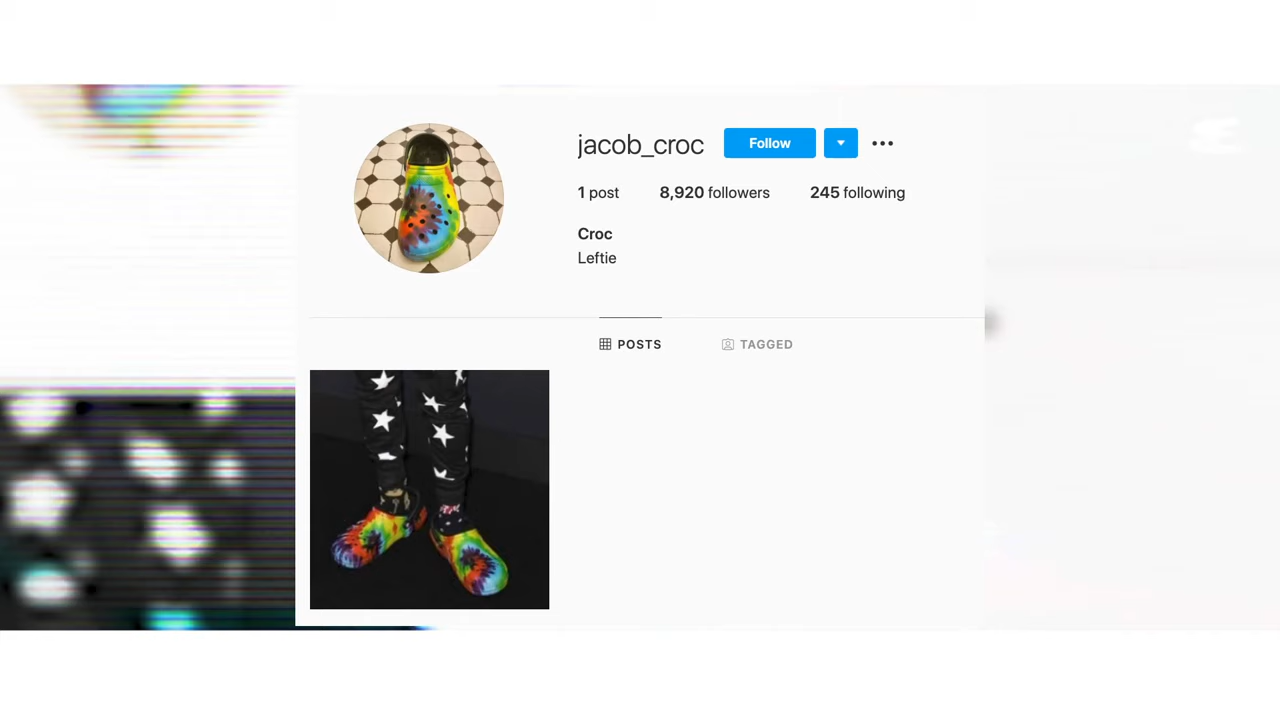 jacob_croc Follow
1 post 8,920 followers 245 following
Croc
Leftie
POSTS TAGGED